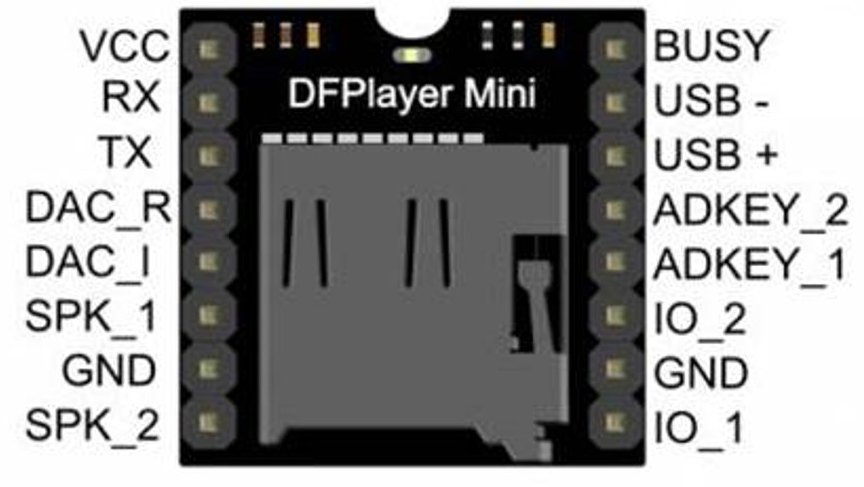 VCC
BUSY
RX
DFPlayer Mini
USB -
TX
USB +
DAC_R
ADKEY_2
DAC_I
ADKEY_1
SPK_1
IO_2
GND
GND
SPK_2
IO_1